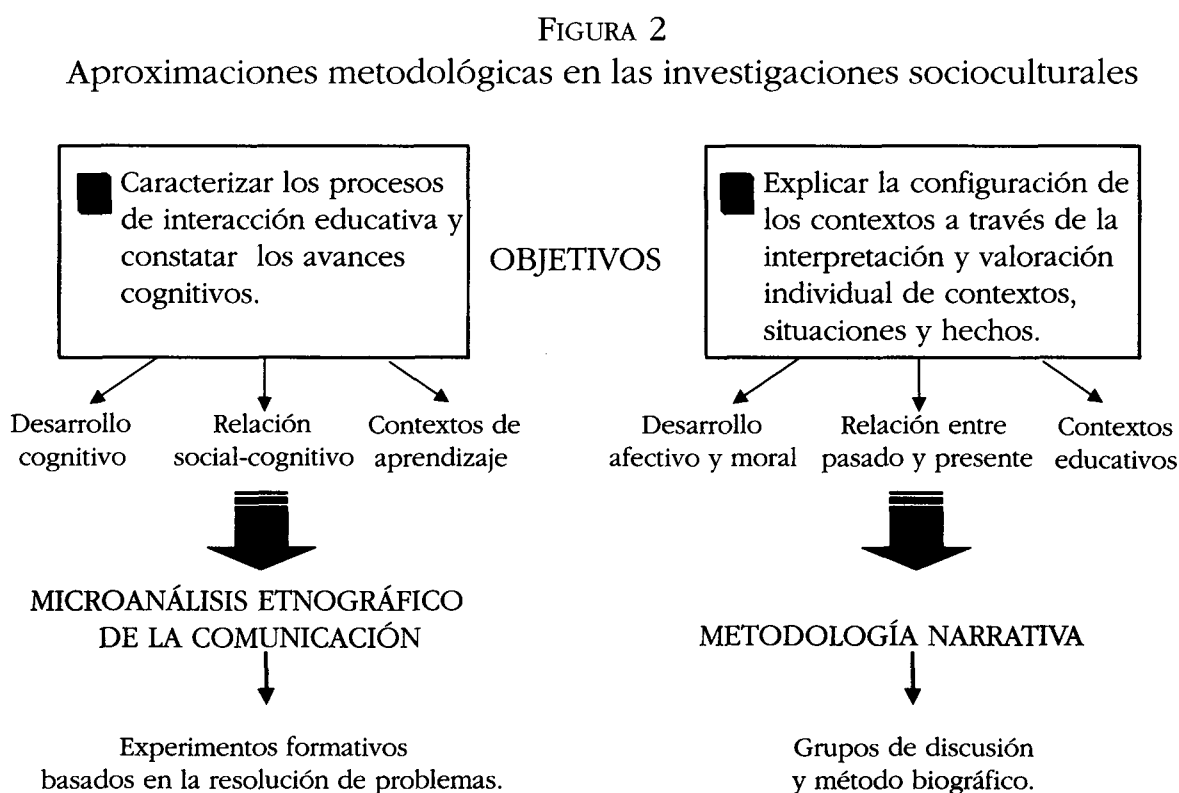 FIGURA 2
Aproximaciones metodológicas en las investigaciones socioculturales
Caracterizar los procesos
de interacción educativa y
constatar los avances
cognitivos.
OBJETIVOS
Explicar la configuración de
los contextos a través de la
interpretación y valoración
individual de contextos,
situaciones y hechos.
Desarrollo
cognitivo
Relación
social-cognitivo
Contextos de
aprendizaje
Desarrollo
afectivo y moral
Relación entre
pasado y presente
Contextos
educativos
MICROANÁLISIS ETNOGRÁFICO
DE LA COMUNICACIÓN
METODOLOGÍA NARRATIVA
Experimentos formativos
basados en la resolución de problemas.
Grupos de discusión
y método biográfico.